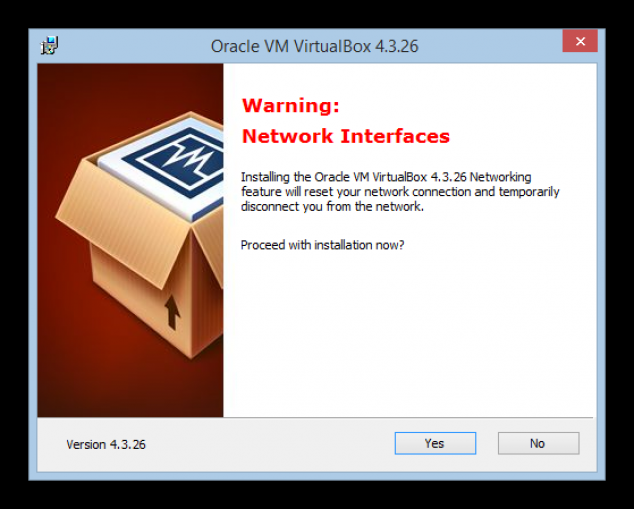 Oracle VM VirtualBox 4.3.26
Warning:
Network Interfaces
Installing the Oracle VM VirtualBox 4.3.26 Networking
feature will reset your network connection and temporarily
disconnect you from the network.
Proceed with installation now?
Version 4.3.26
Yes
No